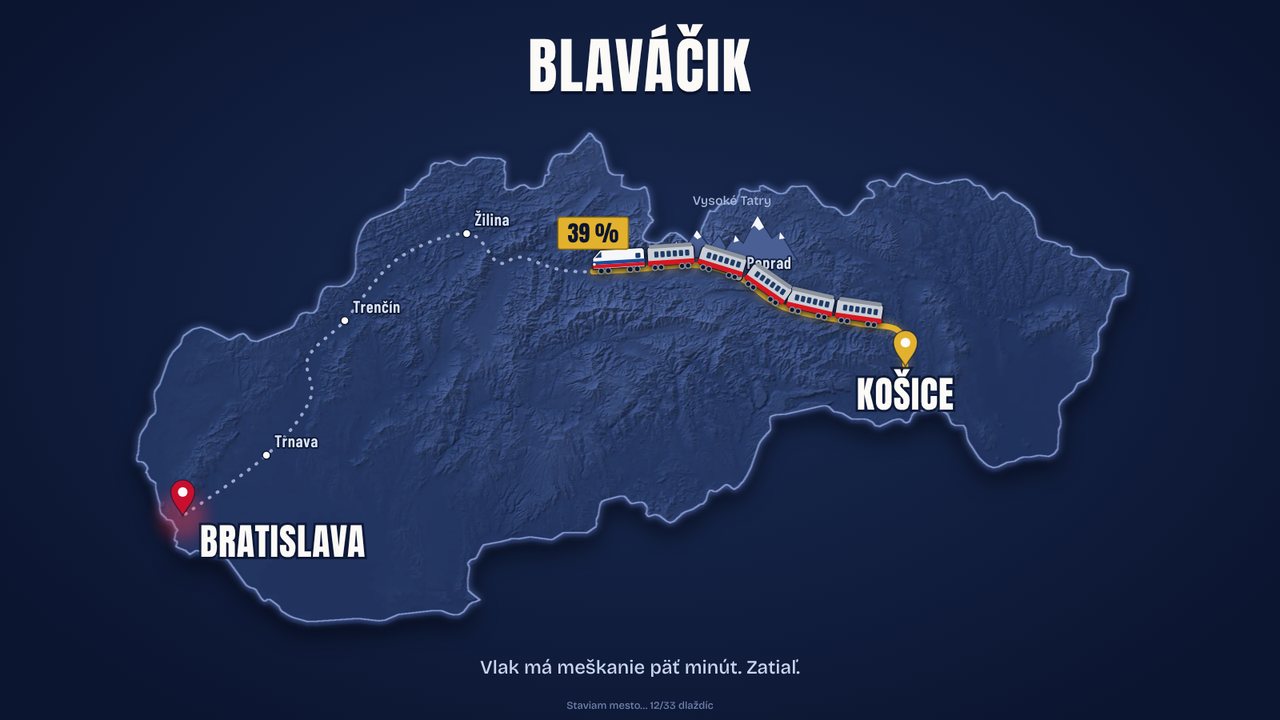 BLAVÁČIK
Vysoké Tatry
Žilina
39 %
Poprad
Trenčín
KOŠICE
Trnava
BRATISLAVA
Vlak má meškanie päť minút. Zatiaľ.
Staviam mesto... 12/33 dlaždíc